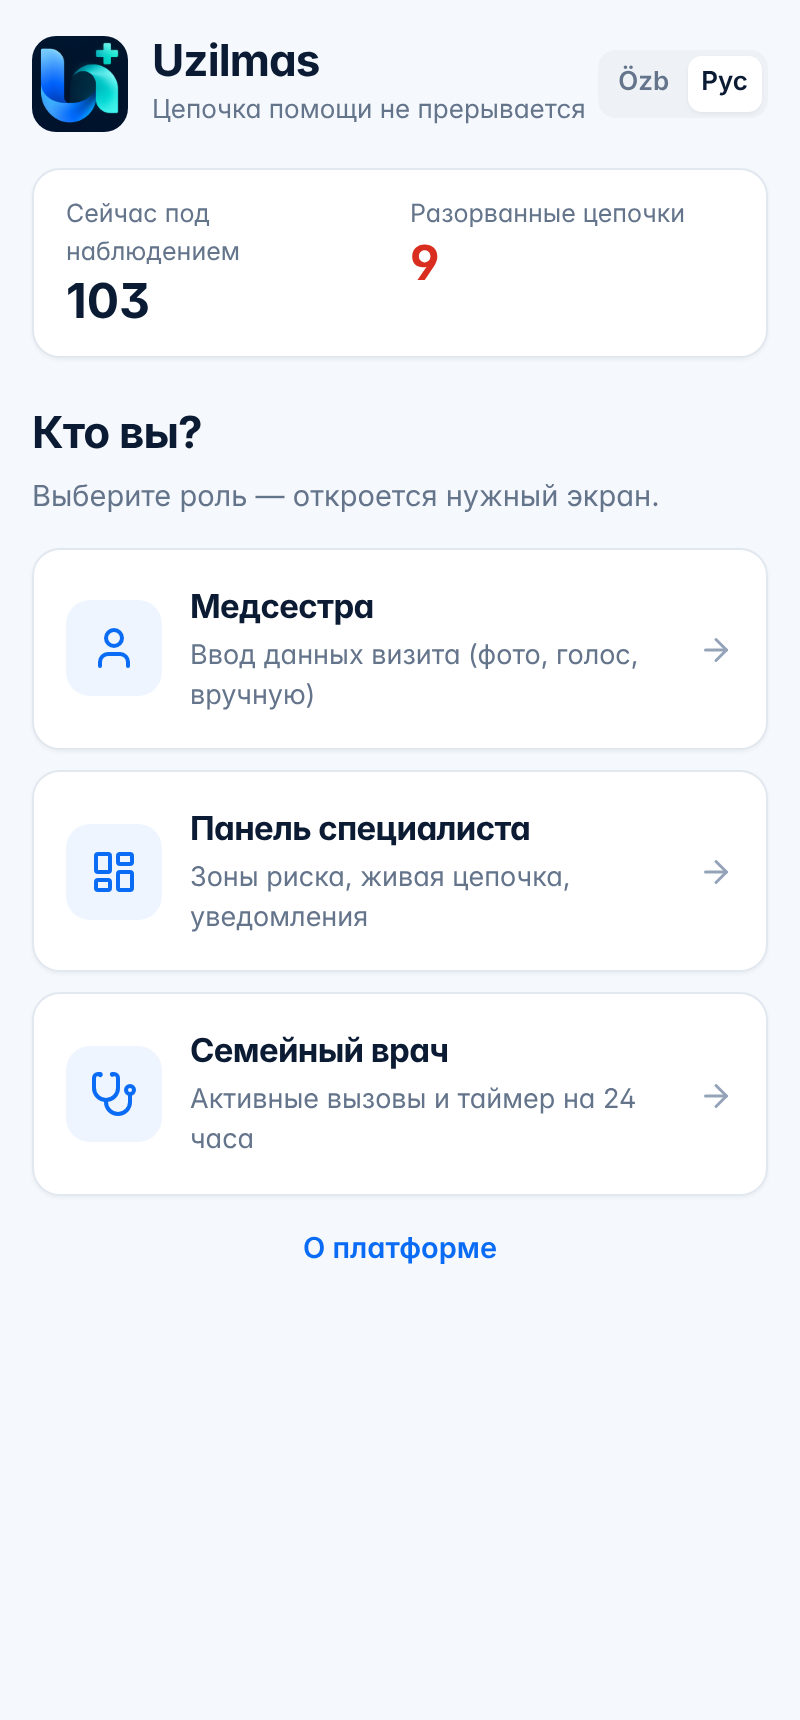 Uzilmas
Цепочка помощи не прерывается
Özb
Рус
Сейчас под
наблюдением
103
Разорванные цепочки
9
Кто вы?
Выберите роль — откроется нужный экран.
Медсестра
Ввод данных визита (фото, голос,
вручную)
Панель специалиста
Зоны риска, живая цепочка,
уведомления
Семейный врач
Активные вызовы и таймер на 24
часа
О платформе